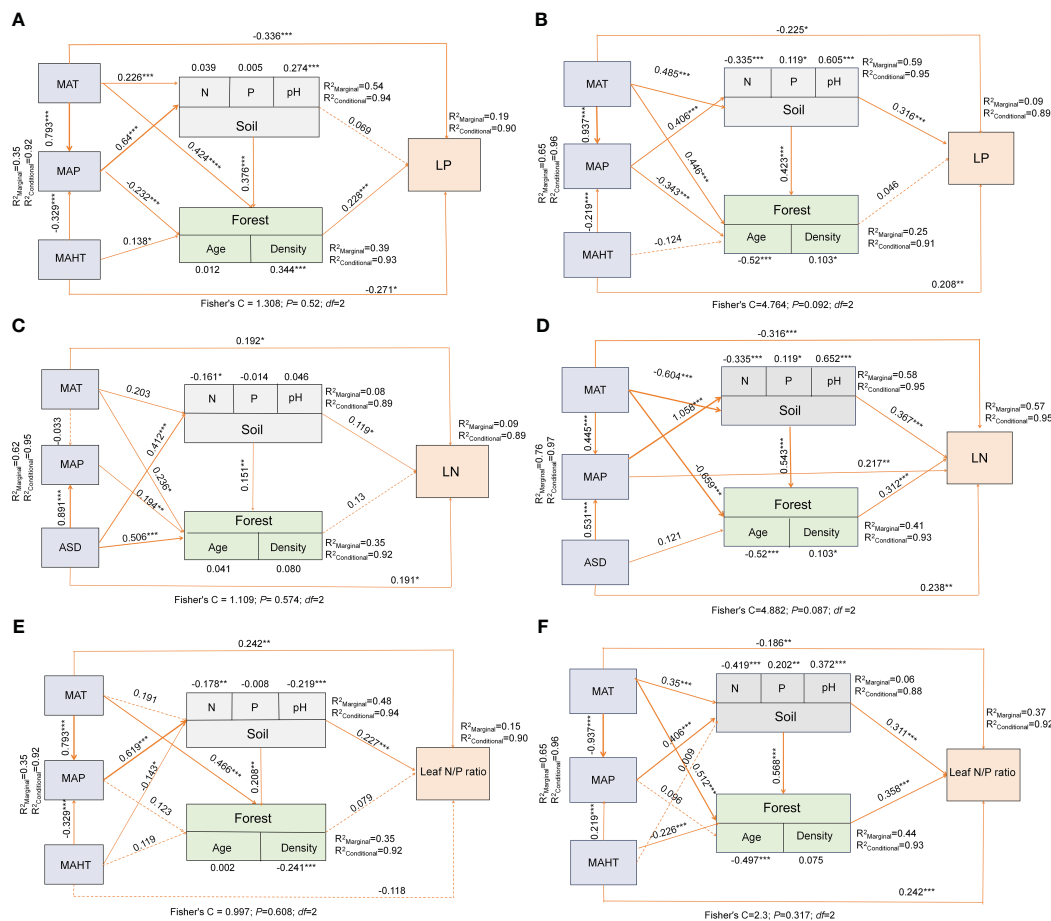 A
-0.336***
MAT
0.226***
0.039 0.005 0.274***
N P pH
Soil
R²Marginal=0.54
R²Conditional=0.94
R²Marginal=0.19
R²Conditional=0.90
0.793***
0.64***
0.424****
0.376***
0.069
LP
R²Marginal=0.35
R²Conditional=0.92
MAP
-0.232***
0.228***
-0.329***
Forest
Age Density
0.012 0.344***
R²Marginal=0.39
R²Conditional=0.93
0.138*
MAHT
-0.271*
Fisher's C = 1.308; P= 0.52; df=2
B
-0.225*
MAT
0.485***
-0.335*** 0.119* 0.605***
N P pH
Soil
R²Marginal=0.59
R²Conditional=0.95
R²Marginal=0.09
R²Conditional=0.89
0.937***
0.406***
0.446***
0.423***
0.316***
LP
R²Marginal=0.65
R²Conditional=0.96
MAP
-0.343***
0.046
-0.219***
Forest
Age Density
-0.52*** 0.103*
R²Marginal=0.25
R²Conditional=0.91
-0.124
MAHT
0.208**
Fisher's C=4.764; P=0.092; df=2
C
0.192*
MAT
0.203
-0.161* -0.014 0.046
N P pH
Soil
R²Marginal=0.08
R²Conditional=0.89
R²Marginal=0.09
R²Conditional=0.89
-0.033
0.412***
0.236*
0.151**
0.119*
LN
R²Marginal=0.62
R²Conditional=0.95
MAP
0.194**
0.13
0.891***
Forest
Age Density
0.041 0.080
R²Marginal=0.35
R²Conditional=0.92
0.506***
ASD
0.191*
Fisher's C = 1.109; P= 0.574; df=2
D
-0.316***
MAT
-0.604***
-0.335*** 0.119* 0.652***
N P pH
Soil
R²Marginal=0.58
R²Conditional=0.95
R²Marginal=0.57
R²Conditional=0.95
0.445***
1.058***
-0.659***
0.543***
0.367***
LN
R²Marginal=0.76
R²Conditional=0.97
MAP
0.217**
0.312***
0.531***
Forest
Age Density
-0.52*** 0.103*
R²Marginal=0.41
R²Conditional=0.93
0.121
ASD
0.238**
Fisher's C=4.882; P=0.087; df =2
E
0.242**
MAT
0.191
-0.178** -0.008 -0.219***
N P pH
Soil
R²Marginal=0.48
R²Conditional=0.94
R²Marginal=0.15
R²Conditional=0.90
0.793***
0.619***
0.466***
-0.143*
0.208**
0.227***
Leaf N/P ratio
R²Marginal=0.35
R²Conditional=0.92
MAP
0.123
0.079
-0.329***
Forest
Age Density
0.002 -0.241***
R²Marginal=0.35
R²Conditional=0.92
0.119
MAHT
-0.118
Fisher's C = 0.997; P=0.608; df=2
F
-0.186**
MAT
0.35***
-0.419*** 0.202** 0.372***
N P pH
Soil
R²Marginal=0.06
R²Conditional=0.88
R²Marginal=0.37
R²Conditional=0.92
-0.937***
0.406***
0.009
0.512***
0.568***
0.311***
Leaf N/P ratio
R²Marginal=0.65
R²Conditional=0.96
MAP
0.096
0.358***
0.219***
Forest
Age Density
-0.497*** 0.075
R²Marginal=0.44
R²Conditional=0.93
-0.226***
MAHT
0.242***
Fisher's C=2.3; P=0.317; df=2